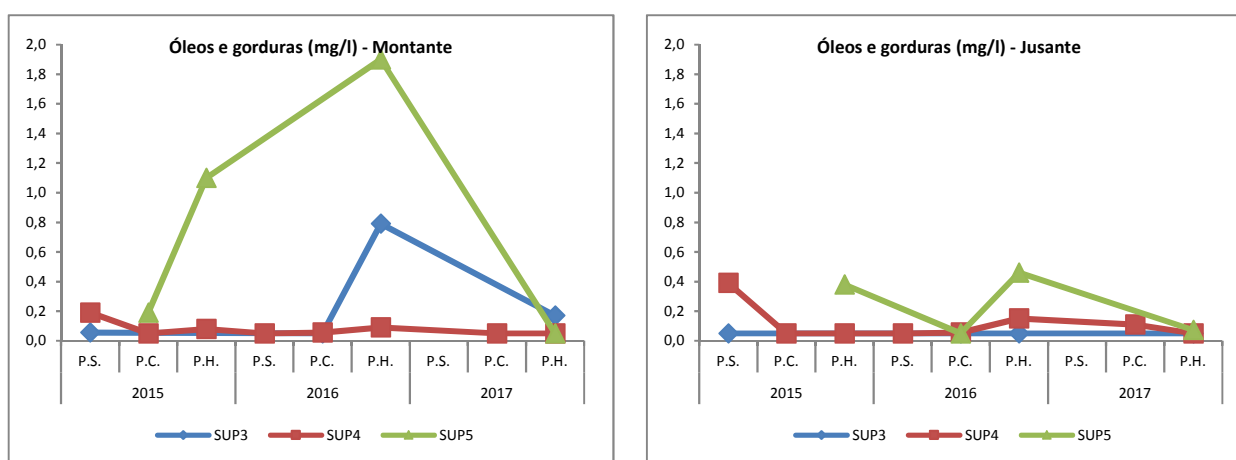 Óleos e gorduras (mg/l) - Montante
2,0
1,8
1,6
1,4
1,2
1,0
0,8
0,6
0,4
0,2
0,0
P.S. P.C. P.H. P.S. P.C. P.H. P.S. P.C. P.H.
2015 2016 2017
SUP3 SUP4 SUP5
Óleos e gorduras (mg/l) - Jusante
2,0
1,8
1,6
1,4
1,2
1,0
0,8
0,6
0,4
0,2
0,0
P.S. P.C. P.H. P.S. P.C. P.H. P.S. P.C. P.H.
2015 2016 2017
SUP3 SUP4 SUP5